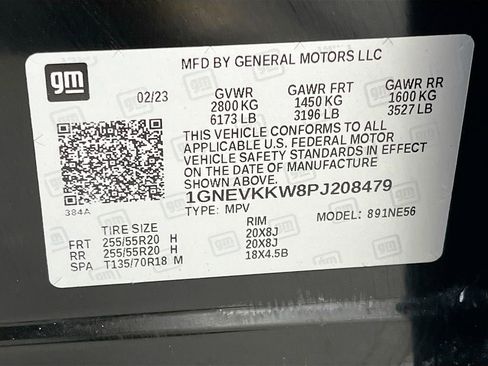 gm
MFD BY GENERAL MOTORS LLC
02/23 GVWR GAWR FRT GAWR RR
2800 KG 1450 KG 1600 KG
6173 LB 3196 LB 3527 LB
THIS VEHICLE CONFORMS TO ALL
APPLICABLE U.S. FEDERAL MOTOR
VEHICLE SAFETY STANDARDS IN EFFECT
ON THE DATE OF MANUFACTURE
SHOWN ABOVE.
1GNEVKKW8PJ208479
384A TYPE: MPV MODEL: 891NE56
TIRE SIZE RIM
FRT 255/55R20 H 20X8J
RR 255/55R20 H 20X8J
SPA T135/70R18 M 18X4.5B